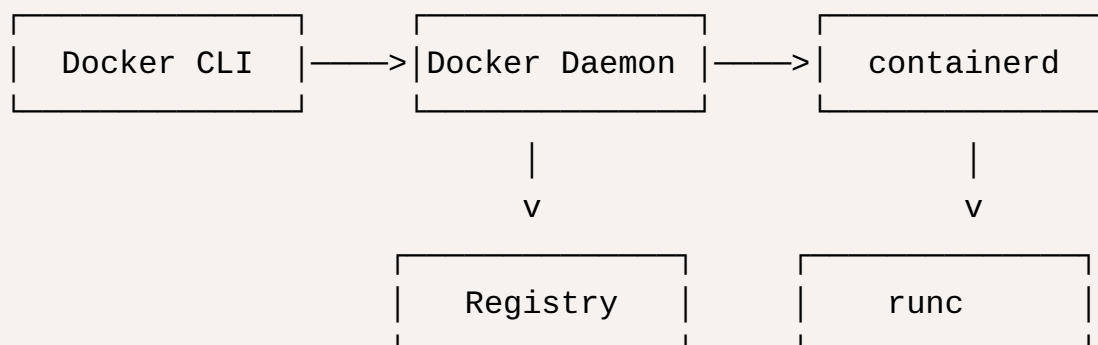 Docker CLI ────>Docker Daemon ────> containerd
| |
v v
Registry runc